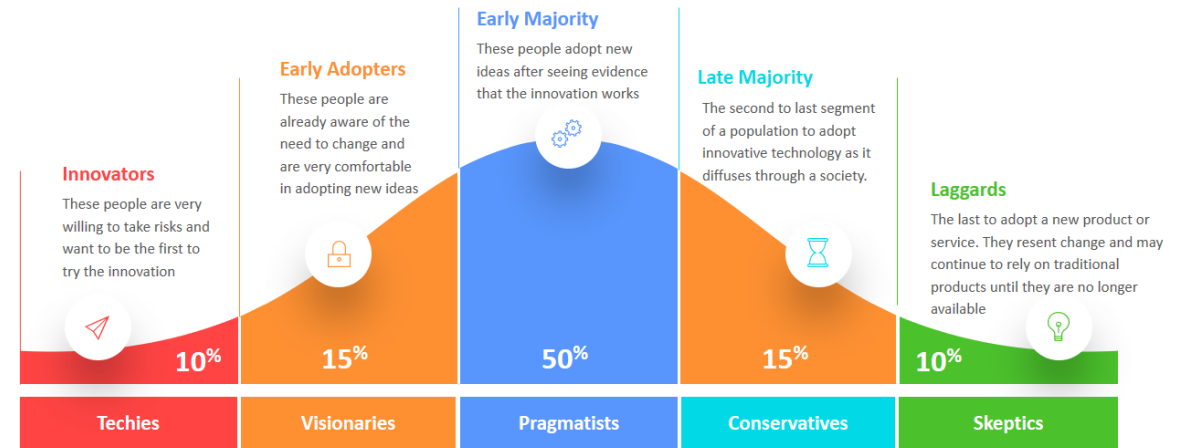 Innovators
These people are very
willing to take risks and
want to be the first to
try the innovation
Early Adopters
These people are
already aware of the
need to change and
are very comfortable
in adopting new ideas
Early Majority
These people adopt new
ideas after seeing evidence
that the innovation works
Late Majority
The second to last segment
of a population to adopt
innovative technology as it
diffuses through a society.
Laggards
The last to adopt a new product or
service. They resent change and may
continue to rely on traditional
products until they are no longer
available
10%
15%
50%
15%
10%
Techies
Visionaries
Pragmatists
Conservatives
Skeptics